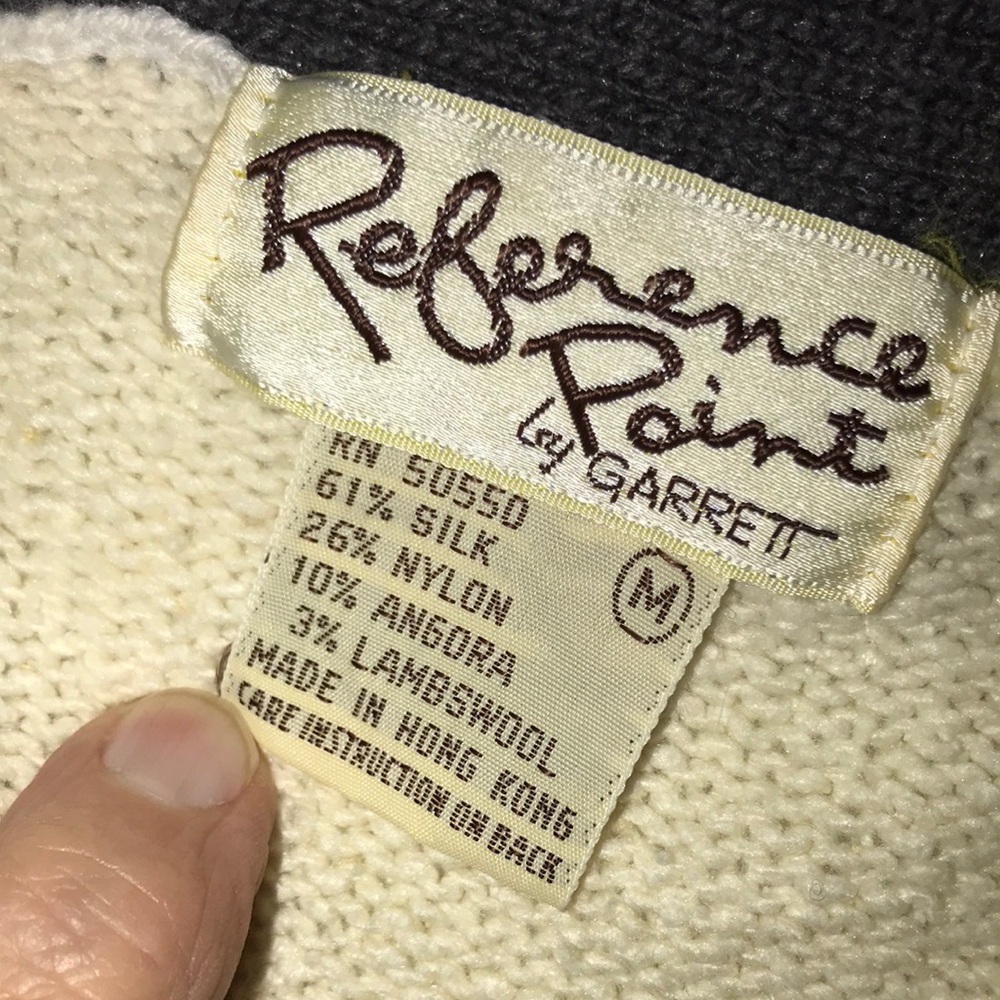 Reference
Point
by GARRETT
RN 50550
61% SILK
26% NYLON
10% ANGORA
3% LAMBSWOOL
MADE IN HONG KONG
CARE INSTRUCTION ON BACK
M